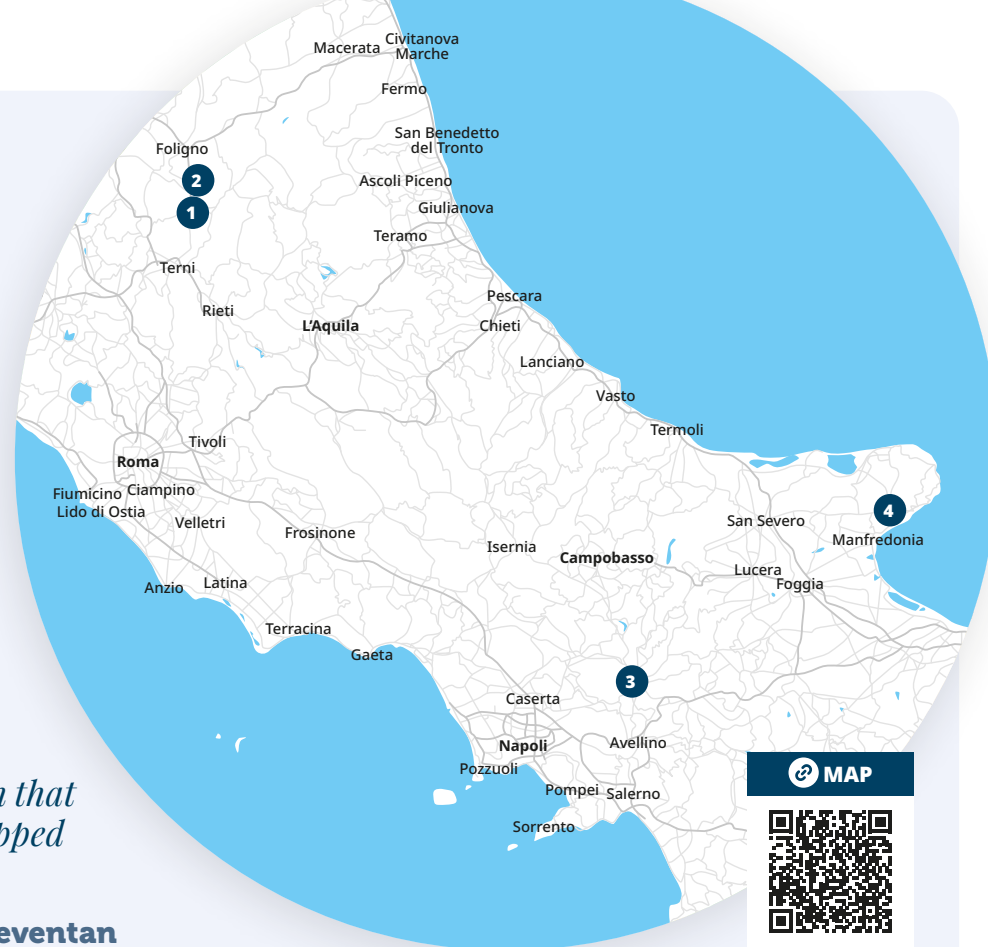 Civitanova
Marche
Macerata
Fermo
San Benedetto
del Tronto
Foligno
2
Ascoli Piceno
1
Giulianova
Teramo
Terni
Pescara
Rieti
L'Aquila
Chieti
Lanciano
Vasto
Termoli
Tivoli
Roma
Fiumicino
Ciampino
Lido di Ostia
Velletri
Frosinone
4
San Severo
Manfredonia
Isernia
Campobasso
Lucera
Foggia
Anzio
Latina
Terracina
Gaeta
3
Caserta
Napoli
Avellino
Pozzuoli
Pompei
Salerno
Sorrento
MAP
that